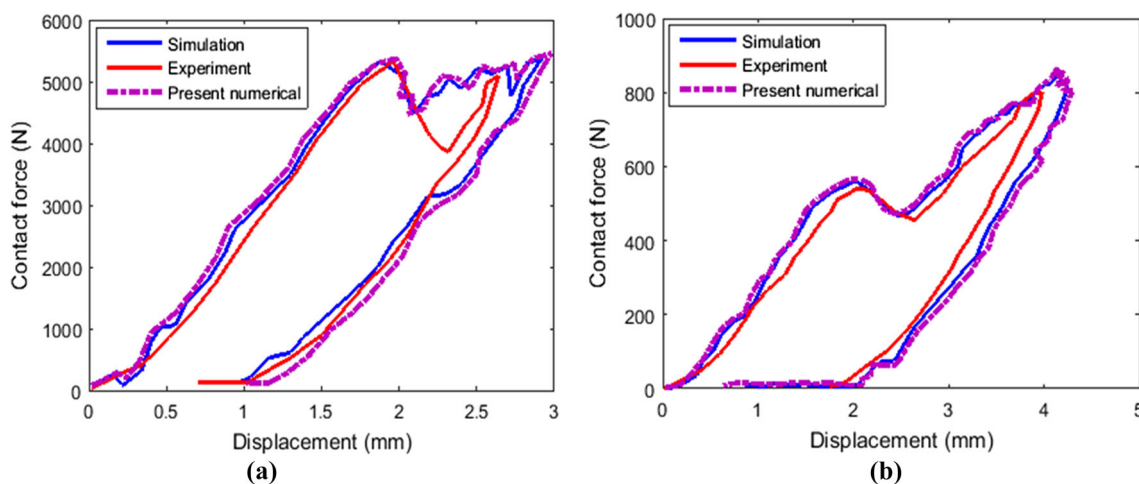 6000
5000
4000
3000
2000
1000
0
Contact force (N)
Simulation
Experiment
Present numerical
0 0.5 1 1.5 2 2.5 3
Displacement (mm)
(a)
1000
800
600
400
200
0
Contact force (N)
Simulation
Experiment
Present numerical
0 1 2 3 4 5
Displacement (mm)
(b)